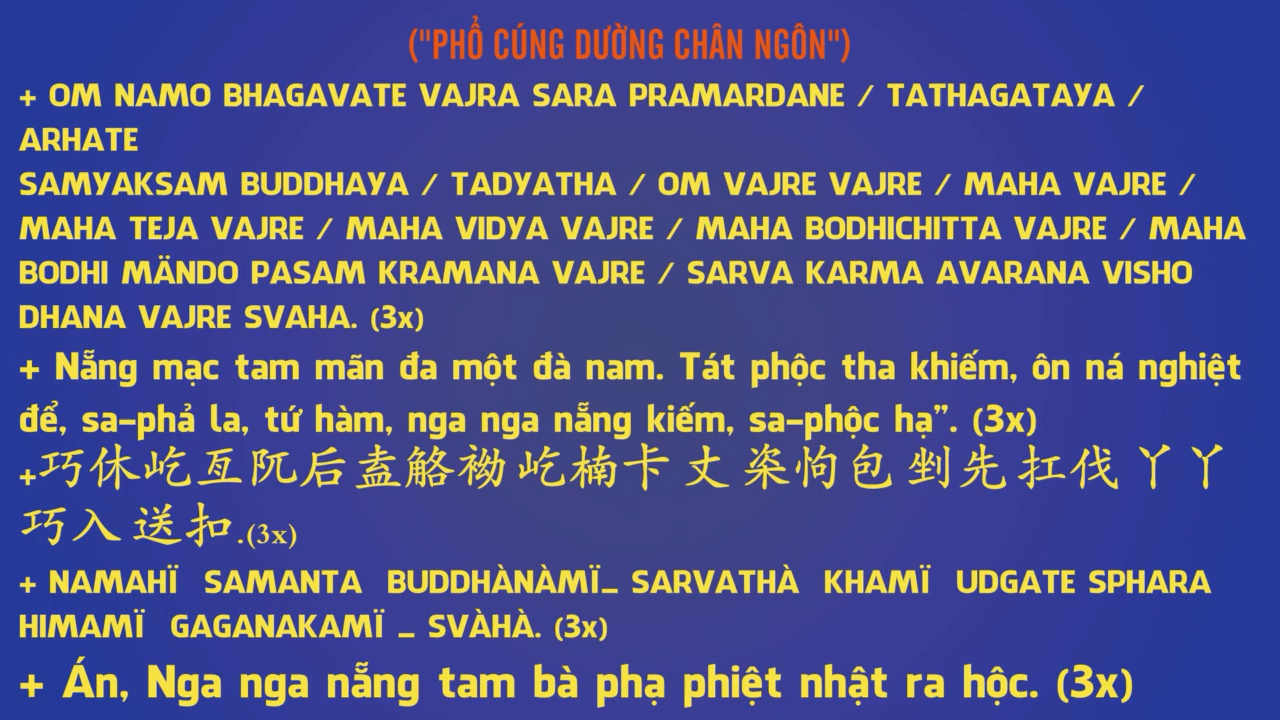 ("PHỔ CÚNG DƯỜNG CHÂN NGÔN")
+ OM NAMO BHAGAVATE VAJRA SARA PRAMARDANE / TATHAGATAYA /
ARHATE
SAMYAKSAM BUDDHAYA / TADYATHA / OM VAJRE VAJRE / MAHA VAJRE /
MAHA TEJA VAJRE / MAHA VIDYA VAJRE / MAHA BODHICHITTA VAJRE / MAHA
BODHI MÄNDO PASAM KRAMANA VAJRE / SARVA KARMA AVARANA VISHO
DHANA VAJRE SVAHA. (3x)
+ Nẵng mạc tam mãn đa một đà nam. Tát phộc tha khiếm, ôn ná nghiệt
để, sa-phả la, tứ hàm, nga nga nẵng kiếm, sa-phộc hạ”. (3x)
+巧休屹亙阢后盍觡袎屹楠卡丈粢怐包剉先扛伐丫丫
巧入送扣.(3x)
+ NAMAHÏ SAMANTA BUDDHÀNÀMÏ_ SARVATHÀ KHAMÏ UDGATE SPHARA
HIMAMÏ GAGANAKAMÏ _ SVÀHÀ. (3x)
+ Án, Nga nga nẵng tam bà phạ phiệt nhật ra hộc. (3x)